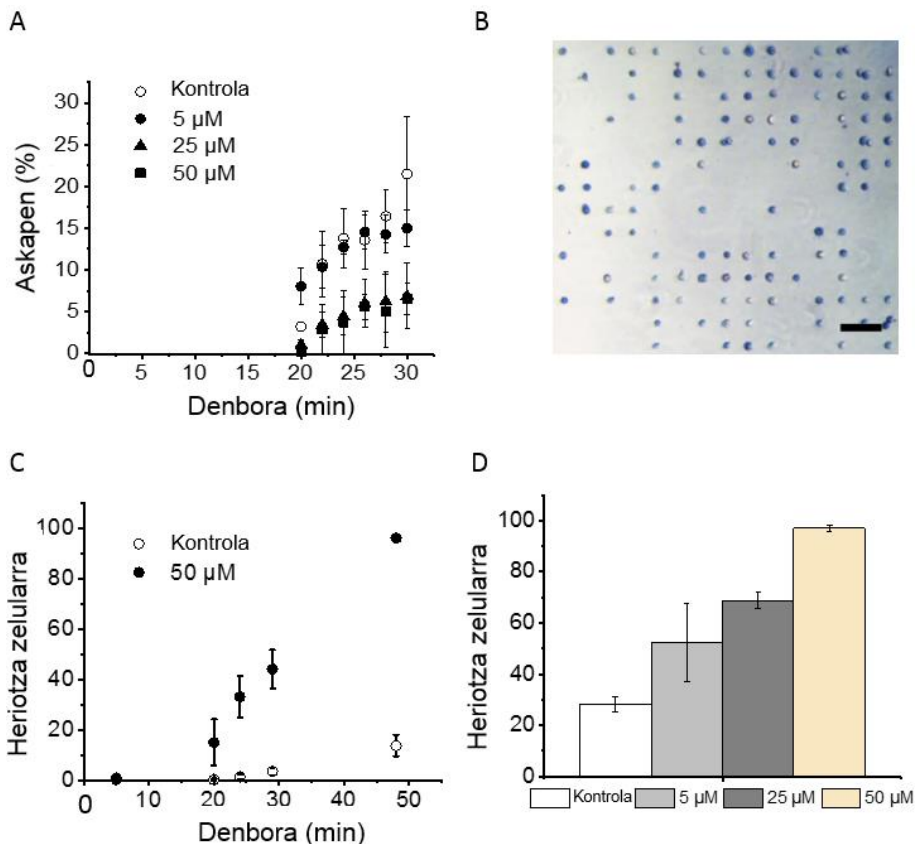 A
Askapen (%)
30
25
20
15
10
5
0
Kontrola
5 µM
25 µM
50 µM
0 5 10 15 20 25 30
Denbora (min)
B
C
Heriotza zelularra
100
80
60
40
20
0
Kontrola
50 µM
0 10 20 30 40 50
Denbora (min)
D
Heriotza zelularra
100
80
60
40
20
0
Kontrola 5 µM 25 µM 50 µM